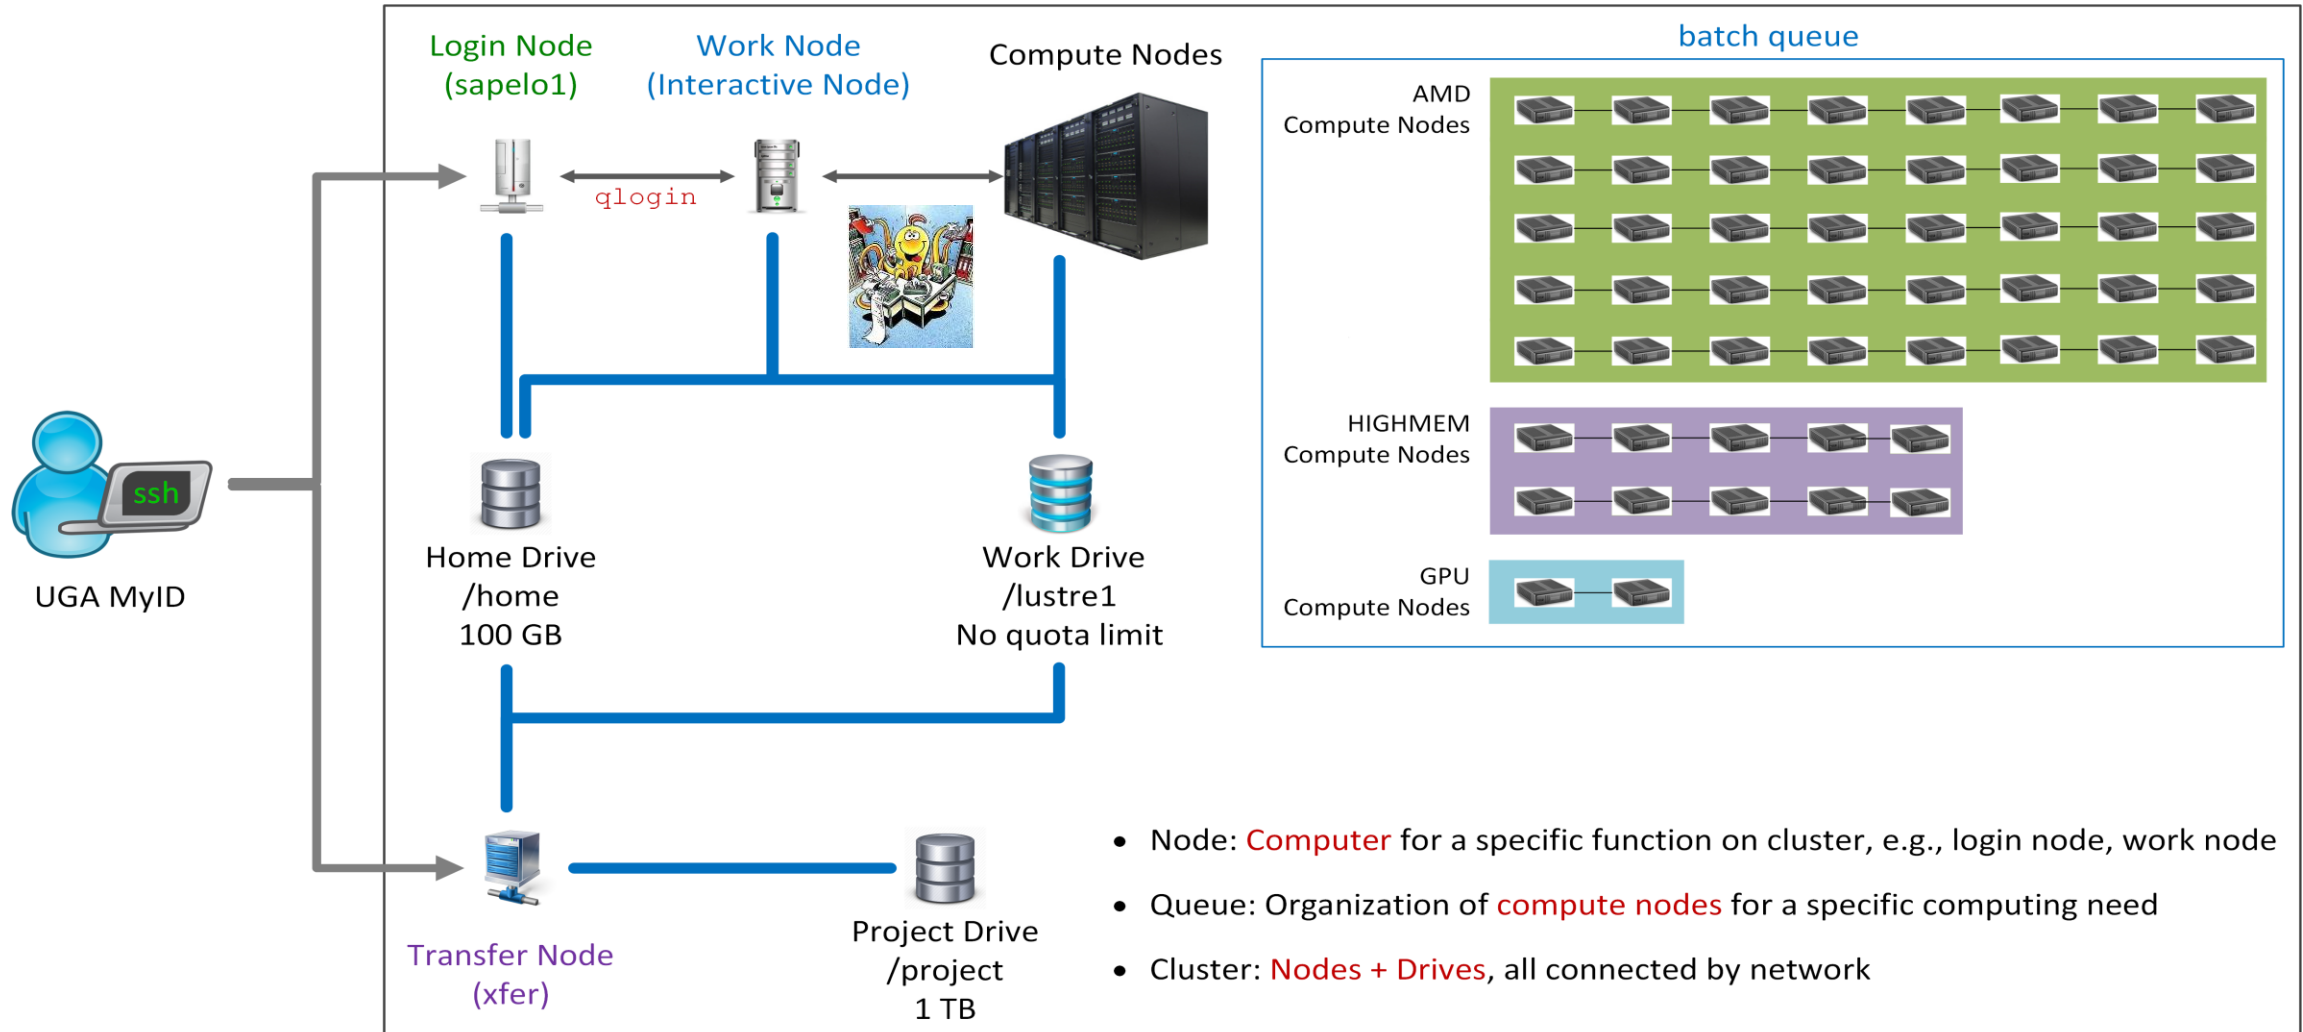 Login Node
(sapelo1)
Work Node
(Interactive Node)
Compute Nodes
qlogin
batch queue
AMD
Compute Nodes
HIGHMEM
Compute Nodes
GPU
Compute Nodes
ssh
UGA MyID
Home Drive
/home
100 GB
Work Drive
/lustre1
No quota limit
Transfer Node
(xfer)
Project Drive
/project
1 TB
• Node: Computer for a specific function on cluster, e.g., login node, work node
• Queue: Organization of compute nodes for a specific computing need
• Cluster: Nodes + Drives, all connected by network